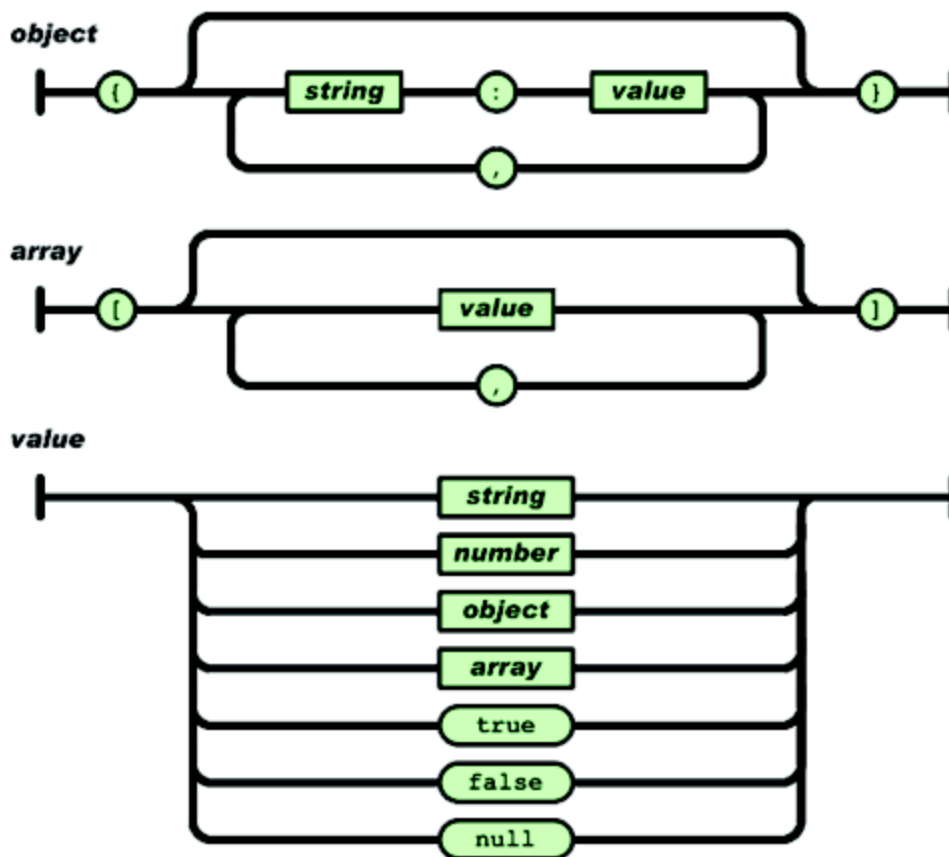 object
{ string : value }
,
array
[ value ]
,
value
string
number
object
array
true
false
null